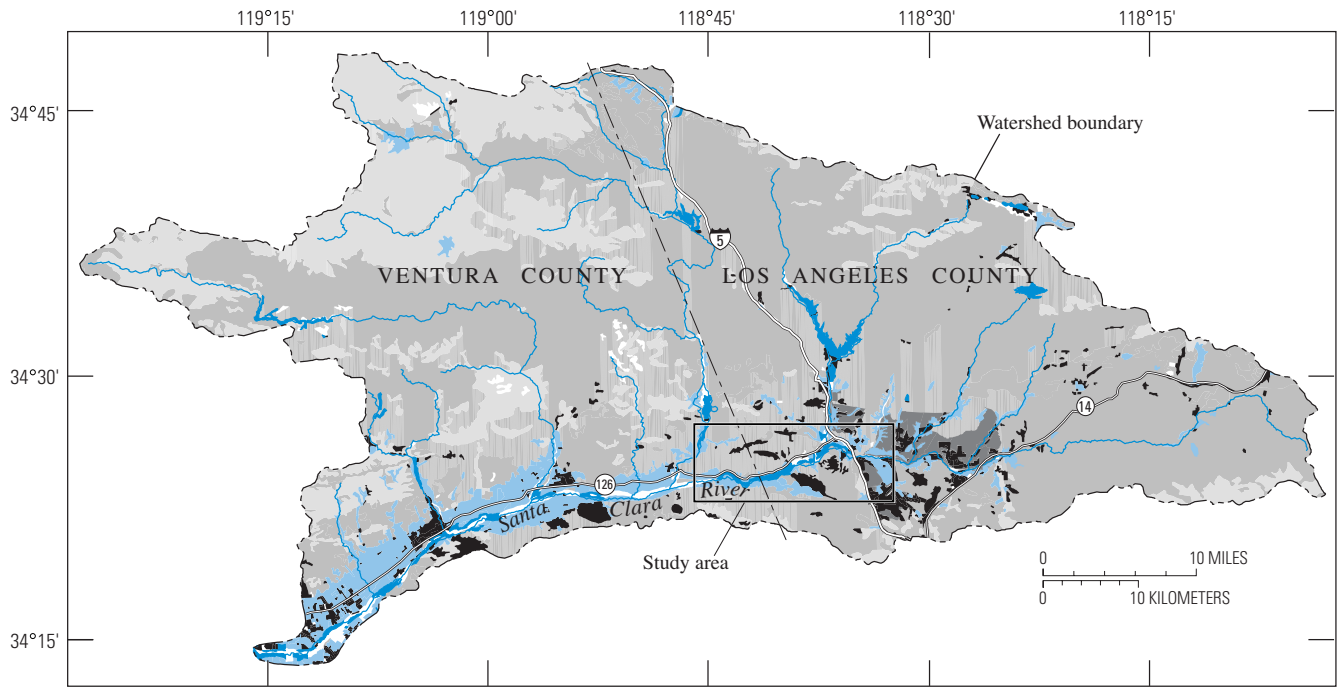 119°15' 119°00' 118°45' 118°30' 118°15'
34°45'
Watershed boundary
5
VENTURA COUNTY LOS ANGELES COUNTY
34°30'
14
126
Santa Clara River
Study area
0 10 MILES
0 10 KILOMETERS
34°15'